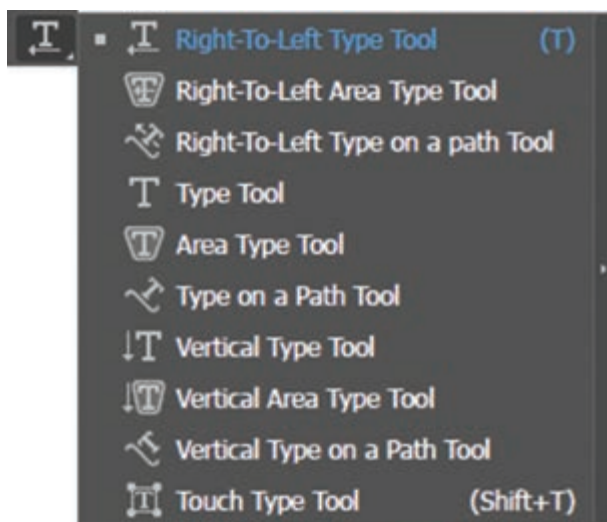 Right-To-Left Type Tool (T)
Right-To-Left Area Type Tool
Right-To-Left Type on a path Tool
Type Tool
Area Type Tool
Type on a Path Tool
Vertical Type Tool
Vertical Area Type Tool
Vertical Type on a Path Tool
Touch Type Tool (Shift+T)